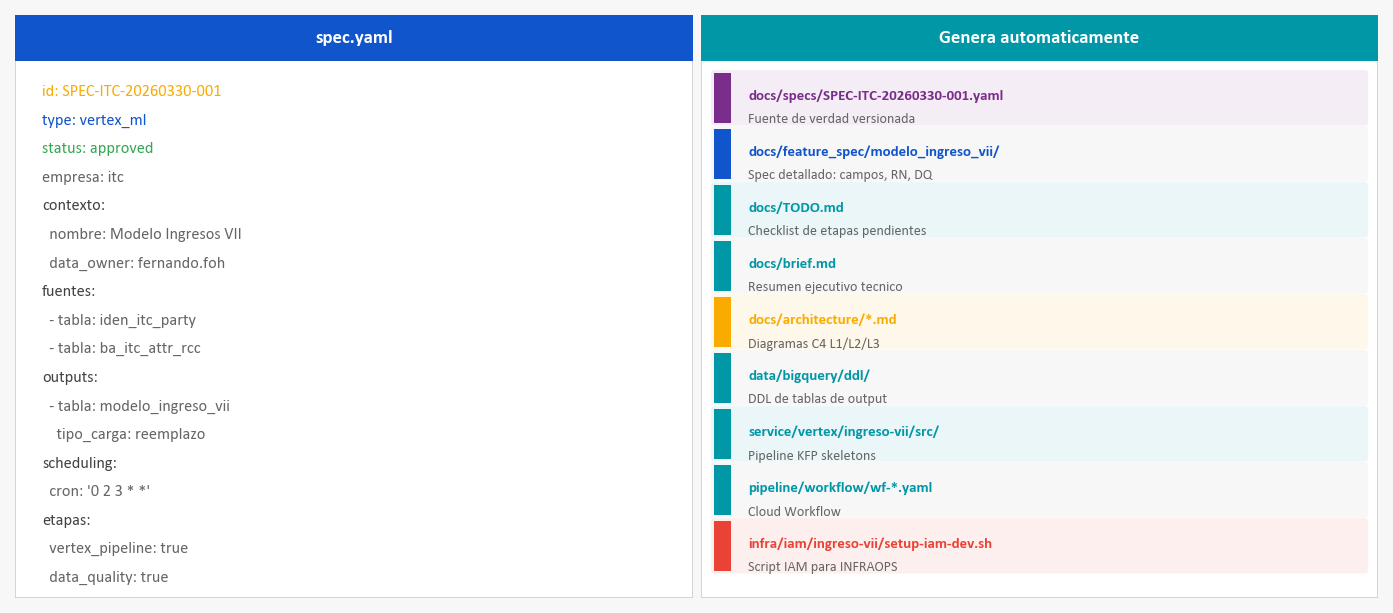 spec.yaml
id: SPEC-ITC-20260330-001
type: vertex_ml
status: approved
empresa: itc
contexto:
nombre: Modelo Ingresos VII
data_owner: fernando.foh
fuentes:
- tabla: iden_itc_party
- tabla: ba_itc_attr_rcc
outputs:
- tabla: modelo_ingreso_vii
tipo_carga: reemplazo
scheduling:
cron: '0 2 3 * *'
etapas:
vertex_pipeline: true
data_quality: true
Genera automaticamente
docs/specs/SPEC-ITC-20260330-001.yaml
Fuente de verdad versionada
docs/feature_spec/modelo_ingreso_vii/
Spec detallado: campos, RN, DQ
docs/TODO.md
Checklist de etapas pendientes
docs/brief.md
Resumen ejecutivo tecnico
docs/architecture/*.md
Diagramas C4 L1/L2/L3
data/bigquery/ddl/
DDL de tablas de output
service/vertex/ingreso-vii/src/
Pipeline KFP skeletons
pipeline/workflow/wf-*.yaml
Cloud Workflow
infra/iam/ingreso-vii/setup-iam-dev.sh
Script IAM para INFRAOPS